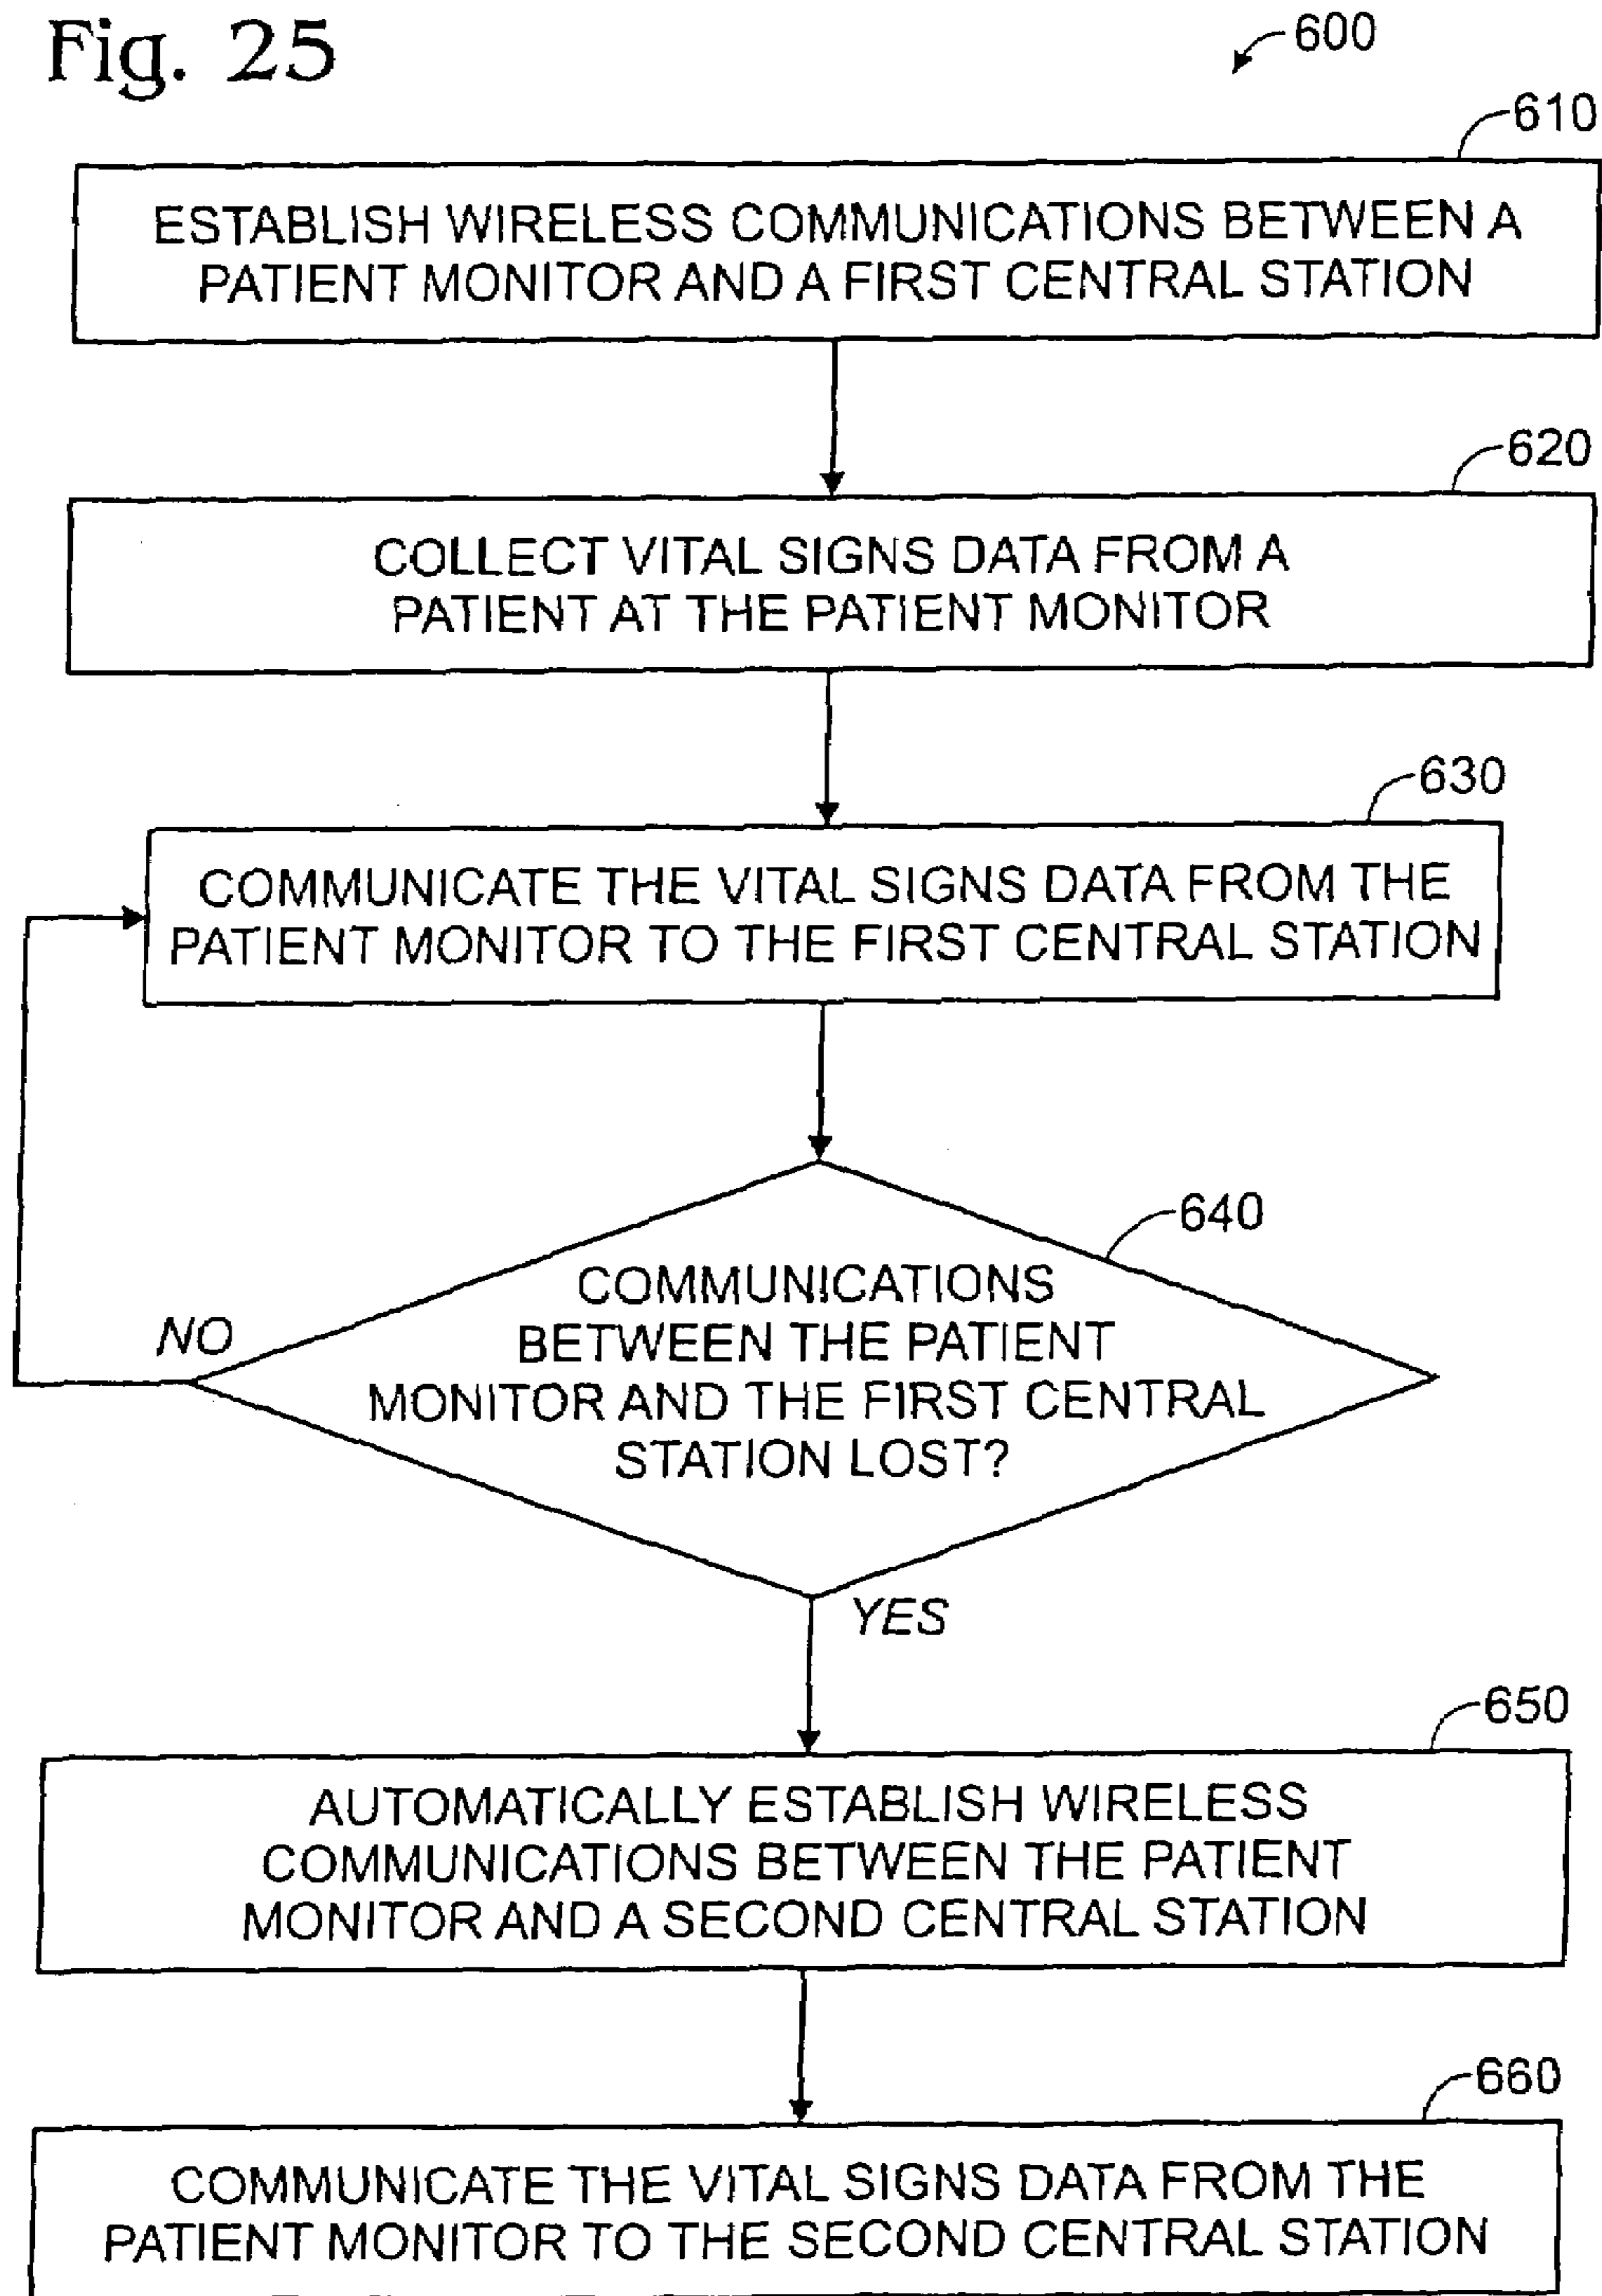 Fig. 25
600
610
ESTABLISH WIRELESS COMMUNICATIONS BETWEEN A
PATIENT MONITOR AND A FIRST CENTRAL STATION
620
COLLECT VITAL SIGNS DATA FROM A
PATIENT AT THE PATIENT MONITOR
630
COMMUNICATE THE VITAL SIGNS DATA FROM THE
PATIENT MONITOR TO THE FIRST CENTRAL STATION
640
COMMUNICATIONS
BETWEEN THE PATIENT
MONITOR AND THE FIRST CENTRAL
STATION LOST?
NO
YES
650
AUTOMATICALLY ESTABLISH WIRELESS
COMMUNICATIONS BETWEEN THE PATIENT
MONITOR AND A SECOND CENTRAL STATION
660
COMMUNICATE THE VITAL SIGNS DATA FROM THE
PATIENT MONITOR TO THE SECOND CENTRAL STATION